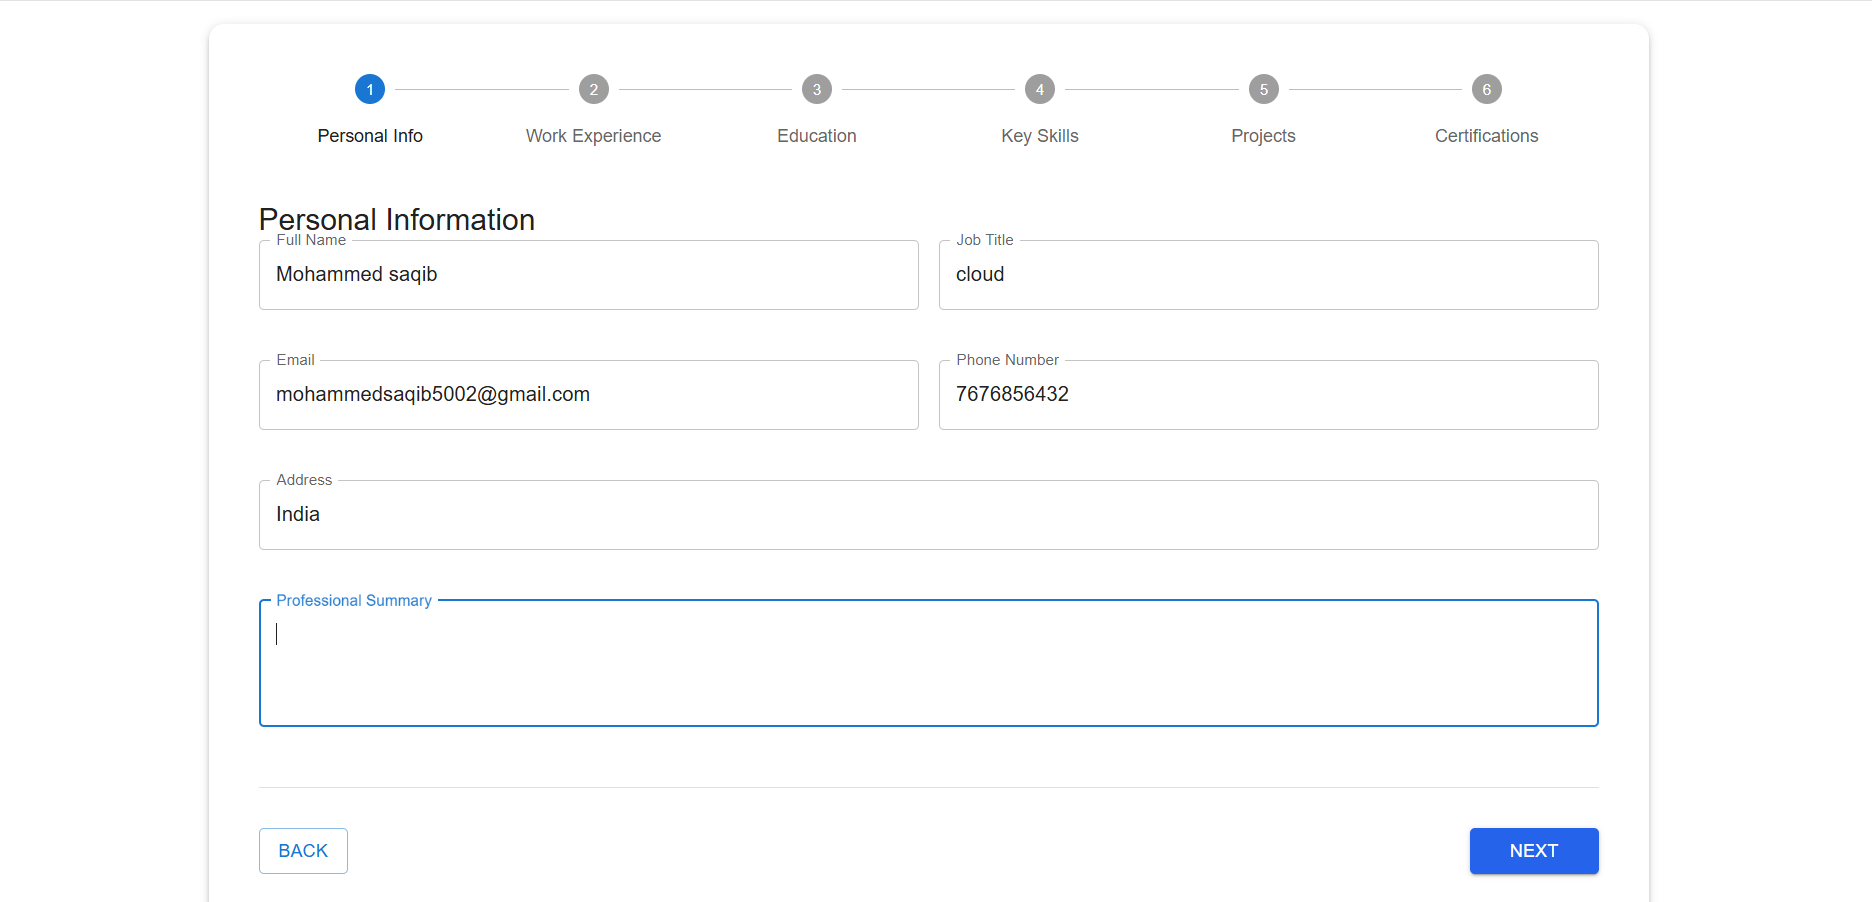 1 2 3 4 5 6
Personal Info Work Experience Education Key Skills Projects Certifications
Personal Information
Full Name Job Title
Mohammed saqib cloud
Email Phone Number
mohammedsaqib5002@gmail.com 7676856432
Address
India
Professional Summary
BACK NEXT